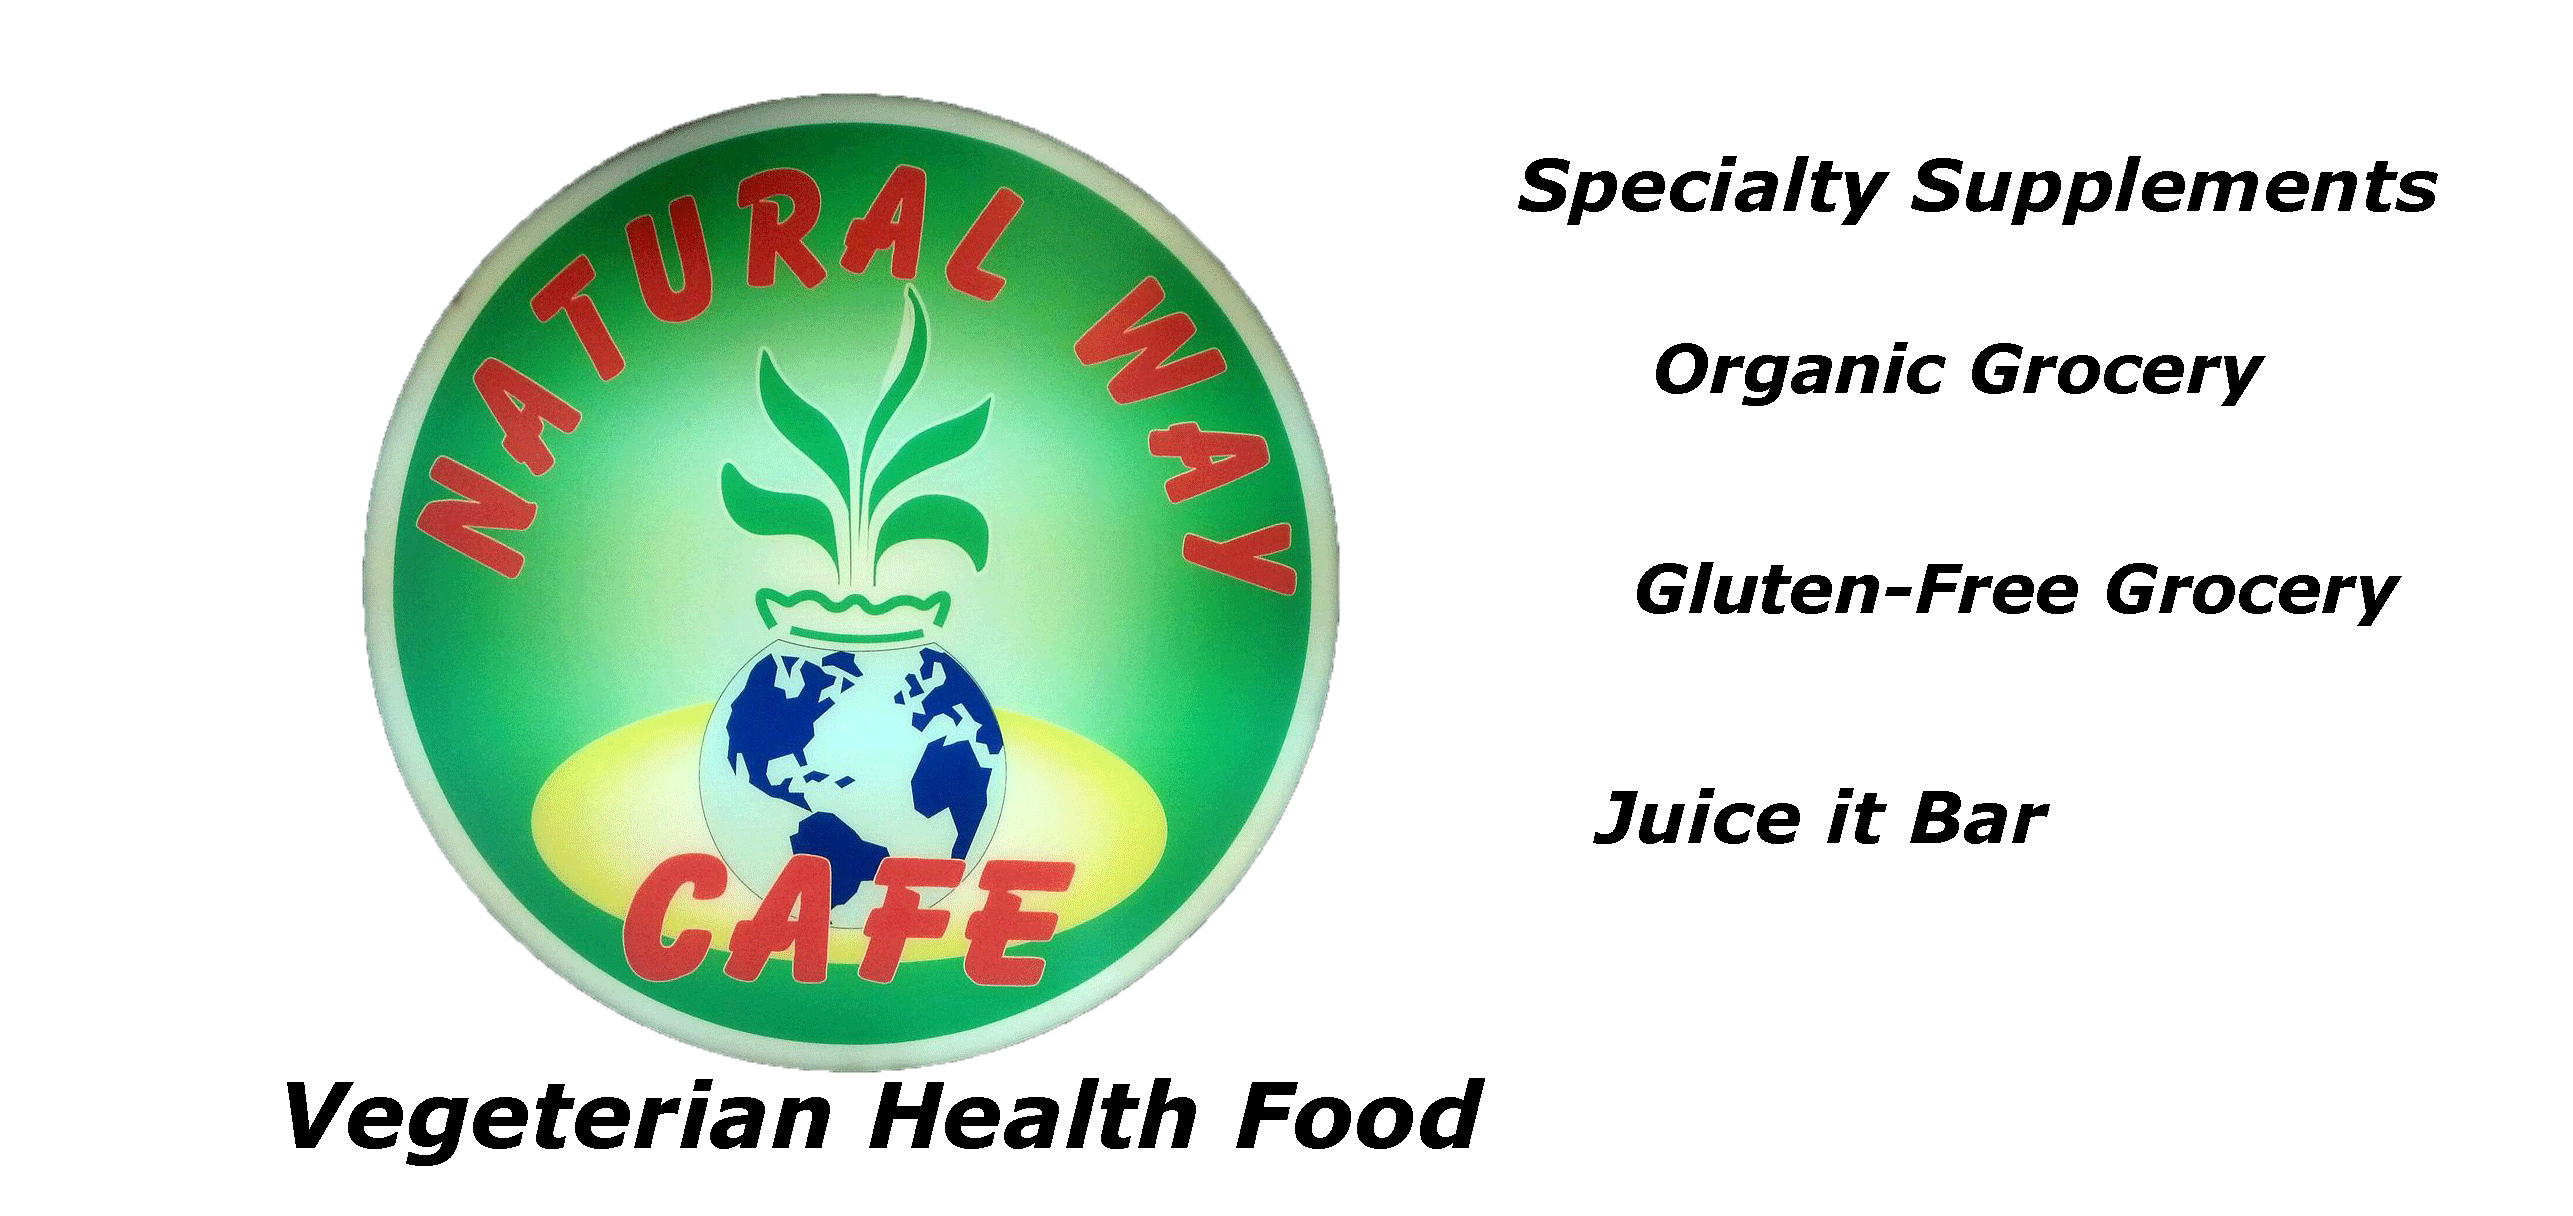 NATURAL WAY
CAFE
Vegeterian Health Food
Specialty Supplements
Organic Grocery
Gluten-Free Grocery
Juice it Bar